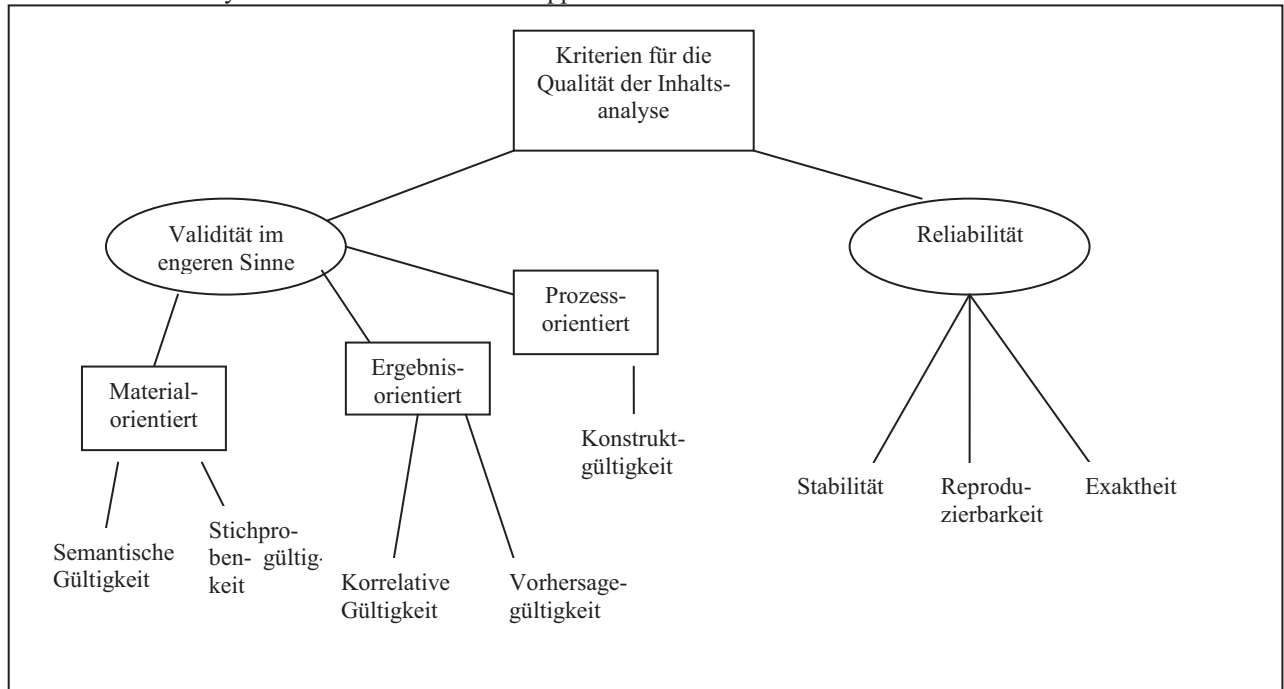 Kriterien für die
Qualität der Inhalts-
analyse
Validität im
engeren Sinne
Reliabilität
Prozess-
orientiert
Ergebnis-
orientiert
Material-
orientiert
Konstrukt-
gültigkeit
Stabilität
Reprodu-
zierbarkeit
Exaktheit
Semantische
Gültigkeit
Stichpro-
ben- gültig-
keit
Korrelative
Gültigkeit
Vorhersage-
gültigkeit